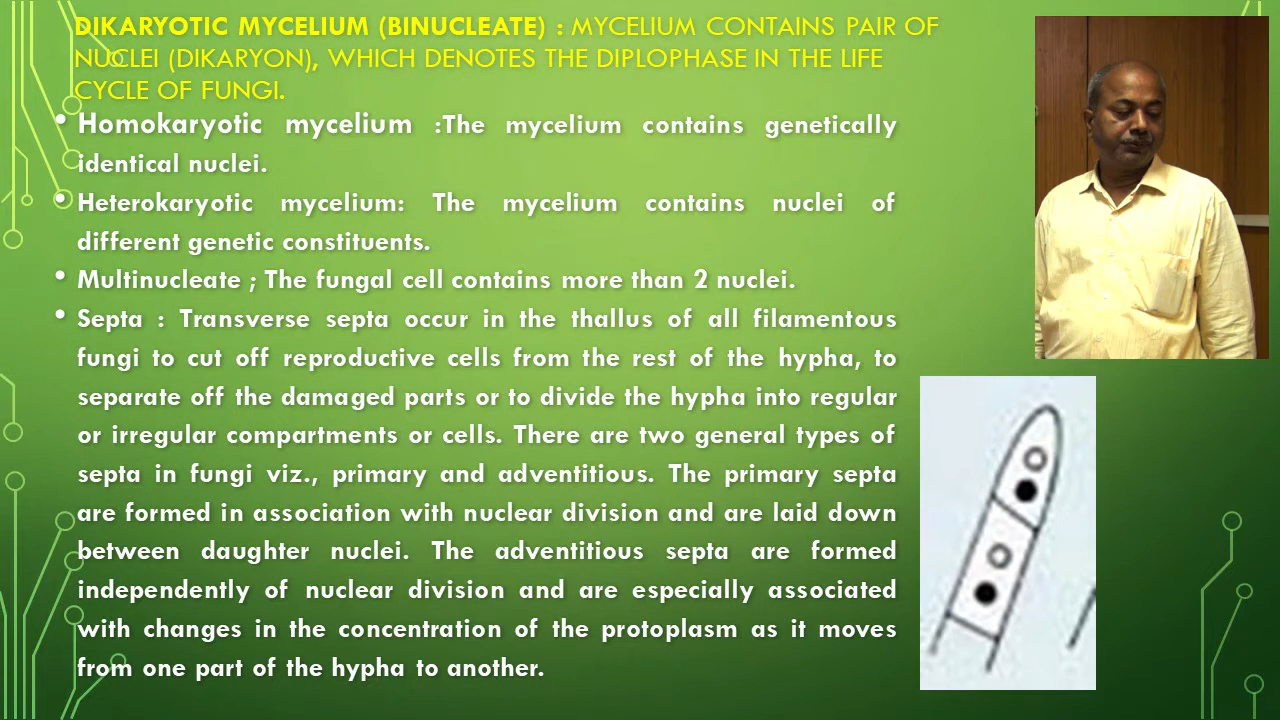 DIKARYOTIC MYCELIUM (BINUCLEATE) : MYCELIUM CONTAINS PAIR OF
NUCLEI (DIKARYON), WHICH DENOTES THE DIPLOPHASE IN THE LIFE
CYCLE OF FUNGI.
• Homokaryotic mycelium :The mycelium contains genetically
identical nuclei.
• Heterokaryotic mycelium: The mycelium contains nuclei of
different genetic constituents.
• Multinucleate ; The fungal cell contains more than 2 nuclei.
• Septa : Transverse septa occur in the thallus of all filamentous
fungi to cut off reproductive cells from the rest of the hypha, to
separate off the damaged parts or to divide the hypha into regular
or irregular compartments or cells. There are two general types of
septa in fungi viz., primary and adventitious. The primary septa
are formed in association with nuclear division and are laid down
between daughter nuclei. The adventitious septa are formed
independently of nuclear division and are especially associated
with changes in the concentration of the protoplasm as it moves
from one part of the hypha to another.